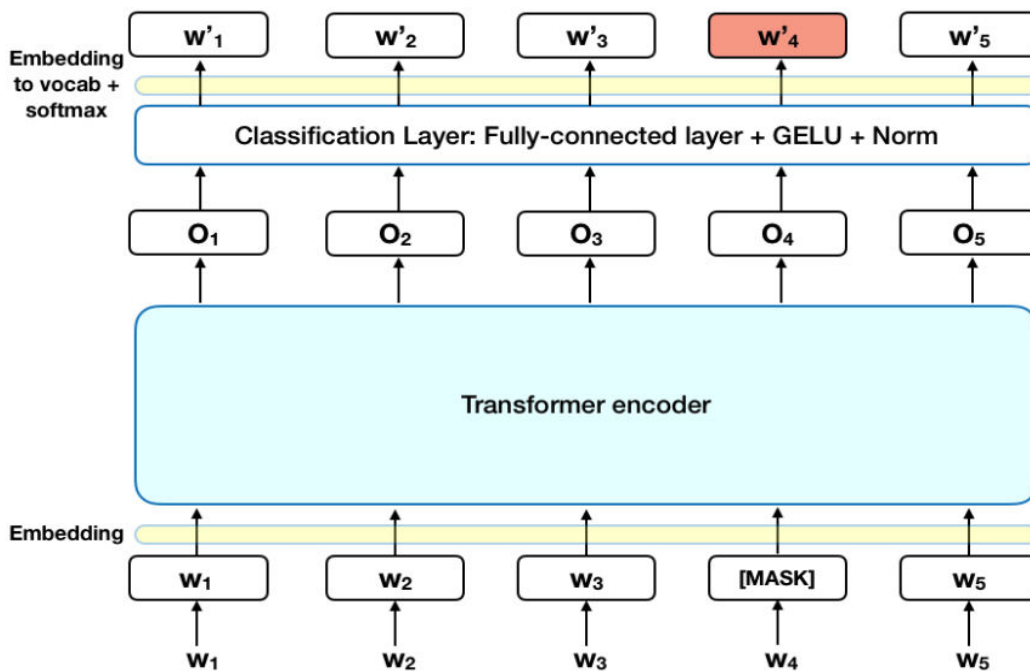 w'₁ w'₂ w'₃ w'₄ w'₅
Embedding
to vocab +
softmax
Classification Layer: Fully-connected layer + GELU + Norm
O₁ O₂ O₃ O₄ O₅
Transformer encoder
Embedding
w₁ w₂ w₃ [MASK] w₅
w₁ w₂ w₃ w₄ w₅